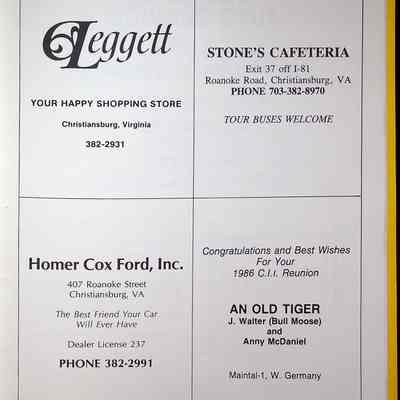 Leggett
YOUR HAPPY SHOPPING STORE
Christiansburg, Virginia
382-2931
STONE'S CAFETERIA
Exit 37 off I-81
Roanoke Road, Christiansburg, VA
PHONE 703-382-8970
TOUR BUSES WELCOME
Homer Cox Ford, Inc.
407 Roanoke Street
Christiansburg, VA
The Best Friend Your Car
Will Ever Have
Dealer License 237
PHONE 382-2991
Congratulations and Best Wishes
For Your
1986 C.I.I. Reunion
AN OLD TIGER
J. Walter (Bull Moose)
and
Anny McDaniel
Maintal-1, W. Germany